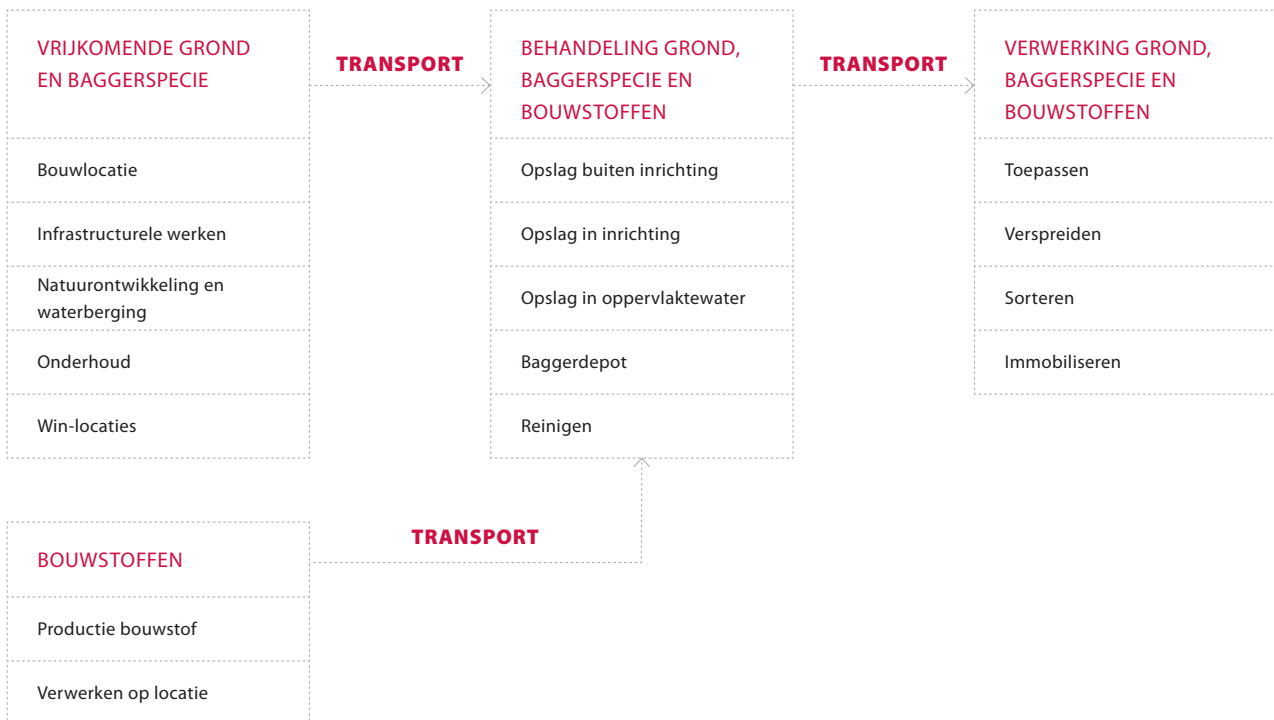 VRIJKOMENDE GROND
EN BAGGERSPECIE
Bouwlocatie
Infrastructurele werken
Natuurontwikkeling en
waterberging
Onderhoud
Win-locaties
TRANSPORT
BEHANDELING GROND,
BAGGERSPECIE EN
BOUWSTOFFEN
Opslag buiten inrichting
Opslag in inrichting
Opslag in oppervlaktewater
Baggerdepot
Reinigen
TRANSPORT
VERWERKING GROND,
BAGGERSPECIE EN
BOUWSTOFFEN
Toepassen
Verspreiden
Sorteren
Immobiliseren
BOUWSTOFFEN
Productie bouwstof
Verwerken op locatie
TRANSPORT